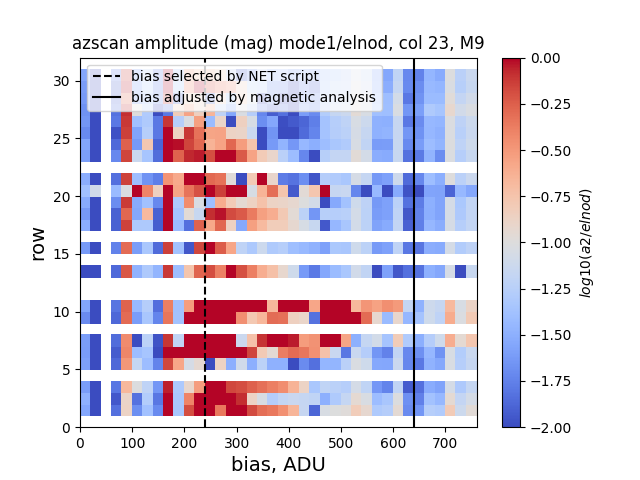 azscan amplitude (mag) mode1/elnod, col 23, M9
bias selected by NET script
bias adjusted by magnetic analysis
row
30
25
20
15
10
5
0
0 100 200 300 400 500 600 700
bias, ADU
0.00
−0.25
−0.50
−0.75
−1.00
−1.25
−1.50
−1.75
−2.00
log10(a2/elnod)